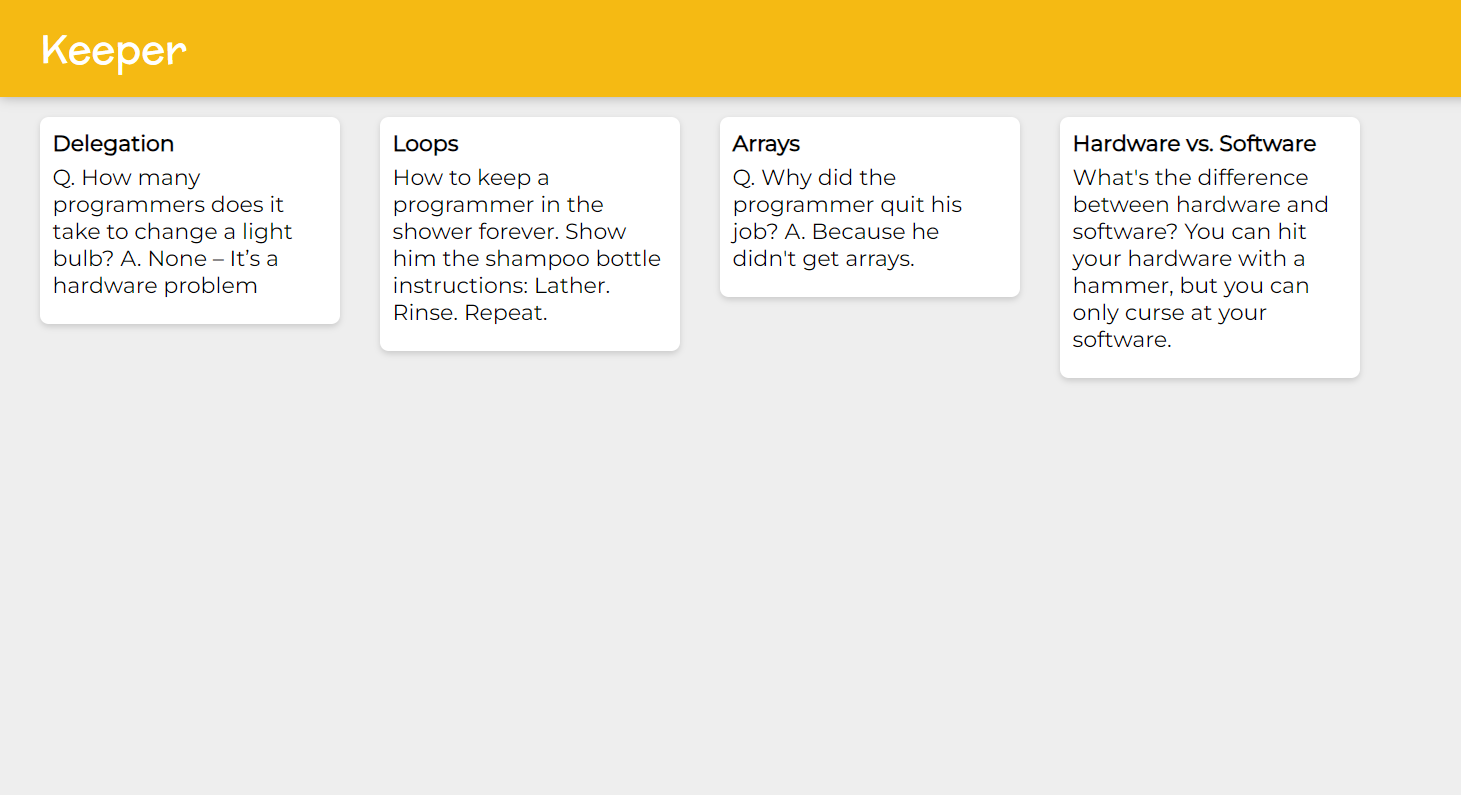 Keeper
Delegation
Q. How many
programmers does it
take to change a light
bulb? A. None – It’s a
hardware problem
Loops
How to keep a
programmer in the
shower forever. Show
him the shampoo bottle
instructions: Lather.
Rinse. Repeat.
Arrays
Q. Why did the
programmer quit his
job? A. Because he
didn't get arrays.
Hardware vs. Software
What's the difference
between hardware and
software? You can hit
your hardware with a
hammer, but you can
only curse at your
software.